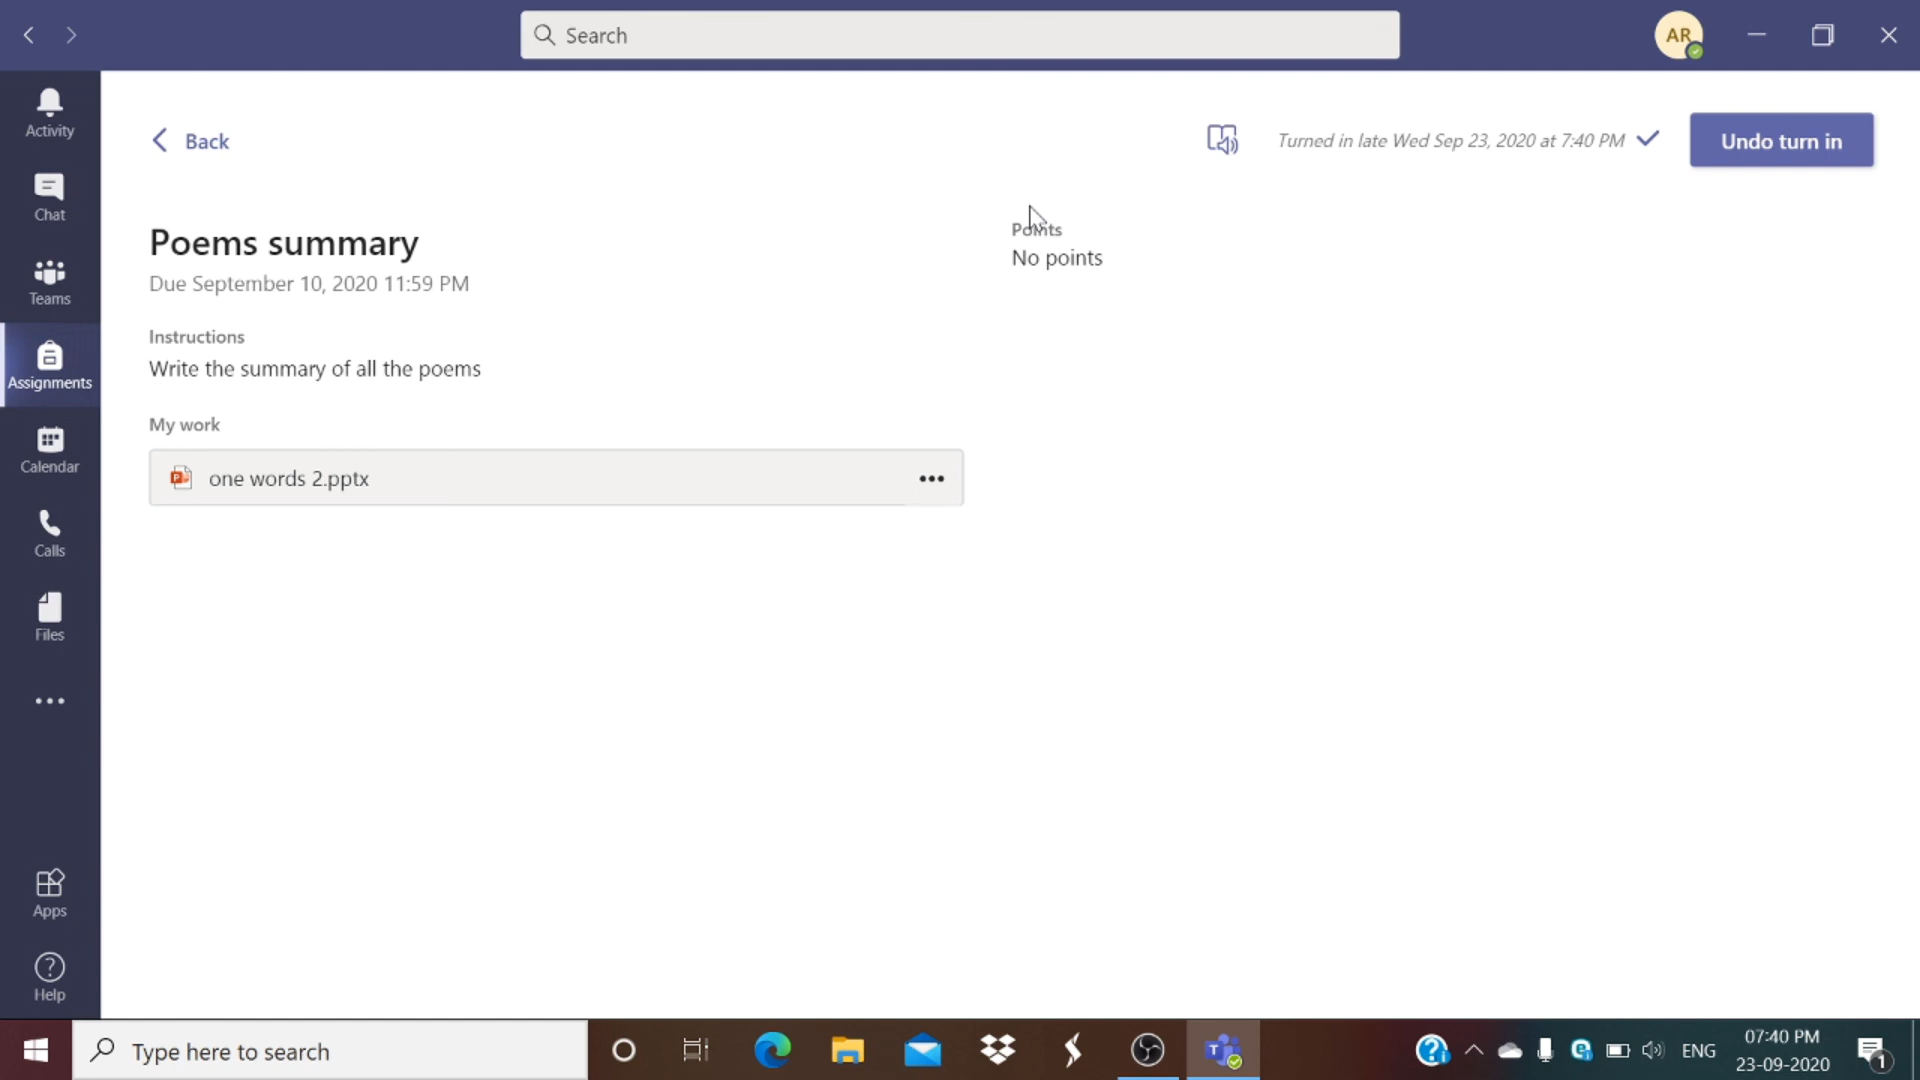 Search
AR
Activity
Chat
Teams
Assignments
Calendar
Calls
Files
Apps
Help
Back
Turned in late Wed Sep 23, 2020 at 7:40 PM
Undo turn in
Poems summary
Due September 10, 2020 11:59 PM
Points
No points
Instructions
Write the summary of all the poems
My work
one words 2.pptx
Type here to search
ENG
07:40 PM
23-09-2020
1